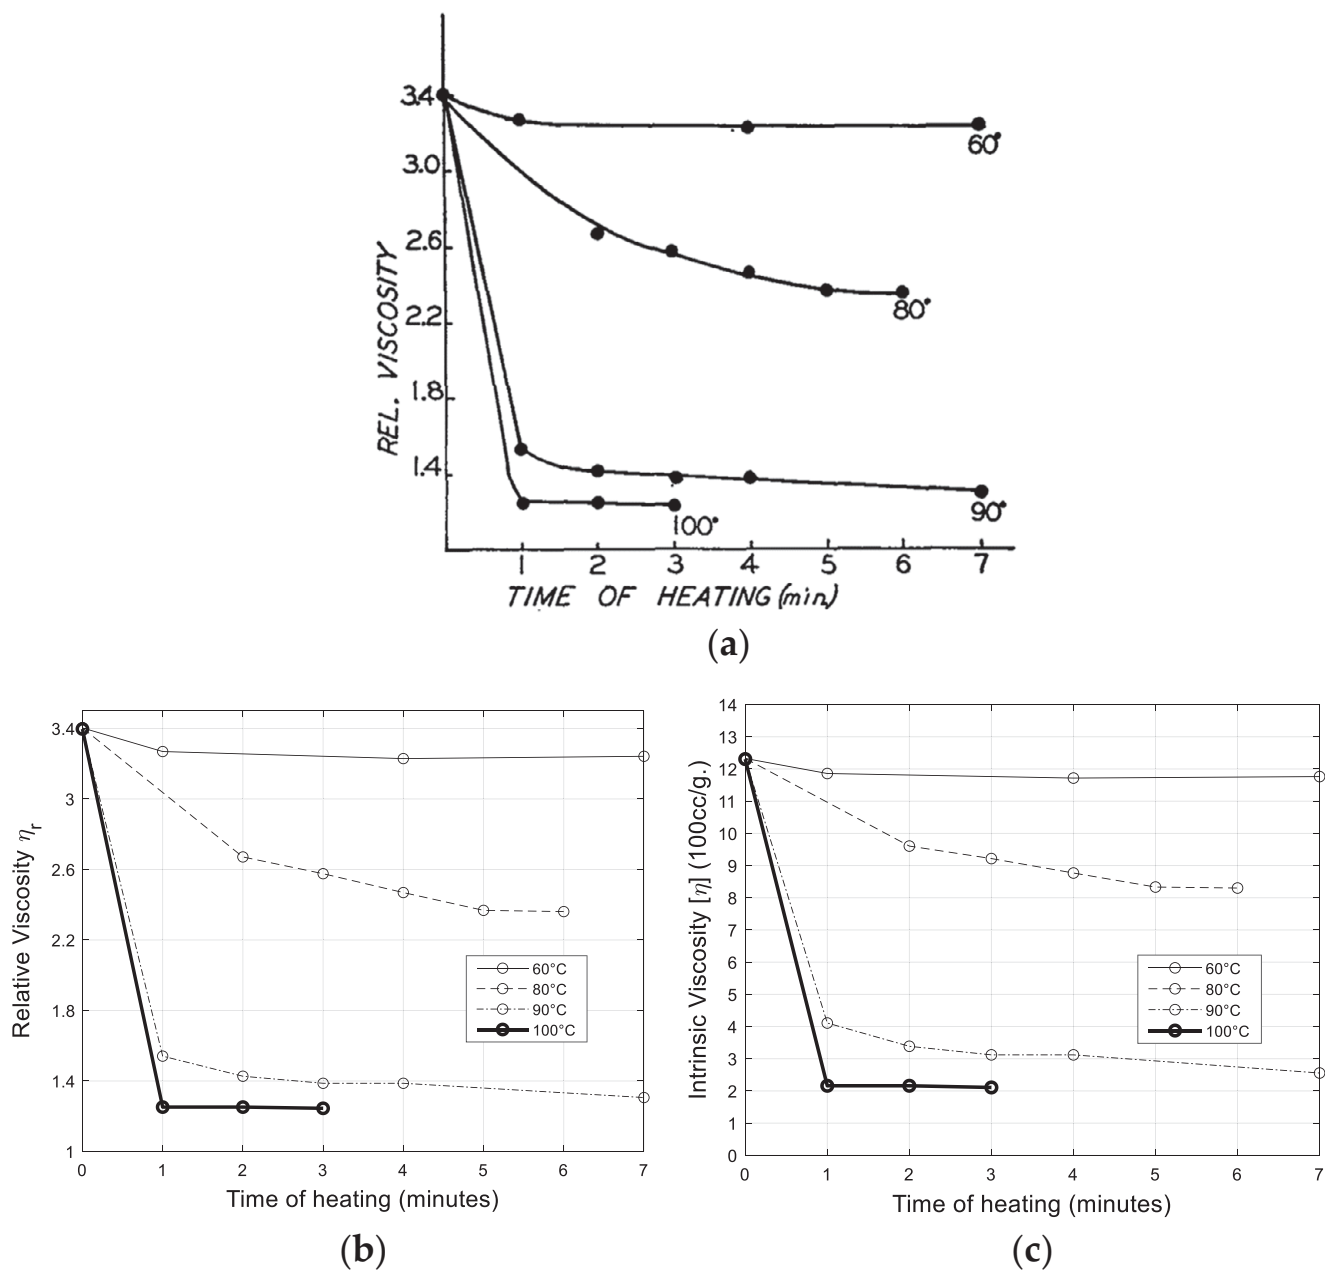 3.4
3.0
2.6
2.2
1.8
1.4
REL. VISCOSITY
60°
80°
90°
100°
1 2 3 4 5 6 7
TIME OF HEATING (min.)
(a)
3.4
3
2.6
2.2
1.8
1.4
1
Relative Viscosity ηr
60°C
80°C
90°C
100°C
0 1 2 3 4 5 6 7
Time of heating (minutes)
(b)
14
13
12
11
10
9
8
7
6
5
4
3
2
1
0
Intrinsic Viscosity [η] (100cc/g.)
60°C
80°C
90°C
100°C
0 1 2 3 4 5 6 7
Time of heating (minutes)
(c)